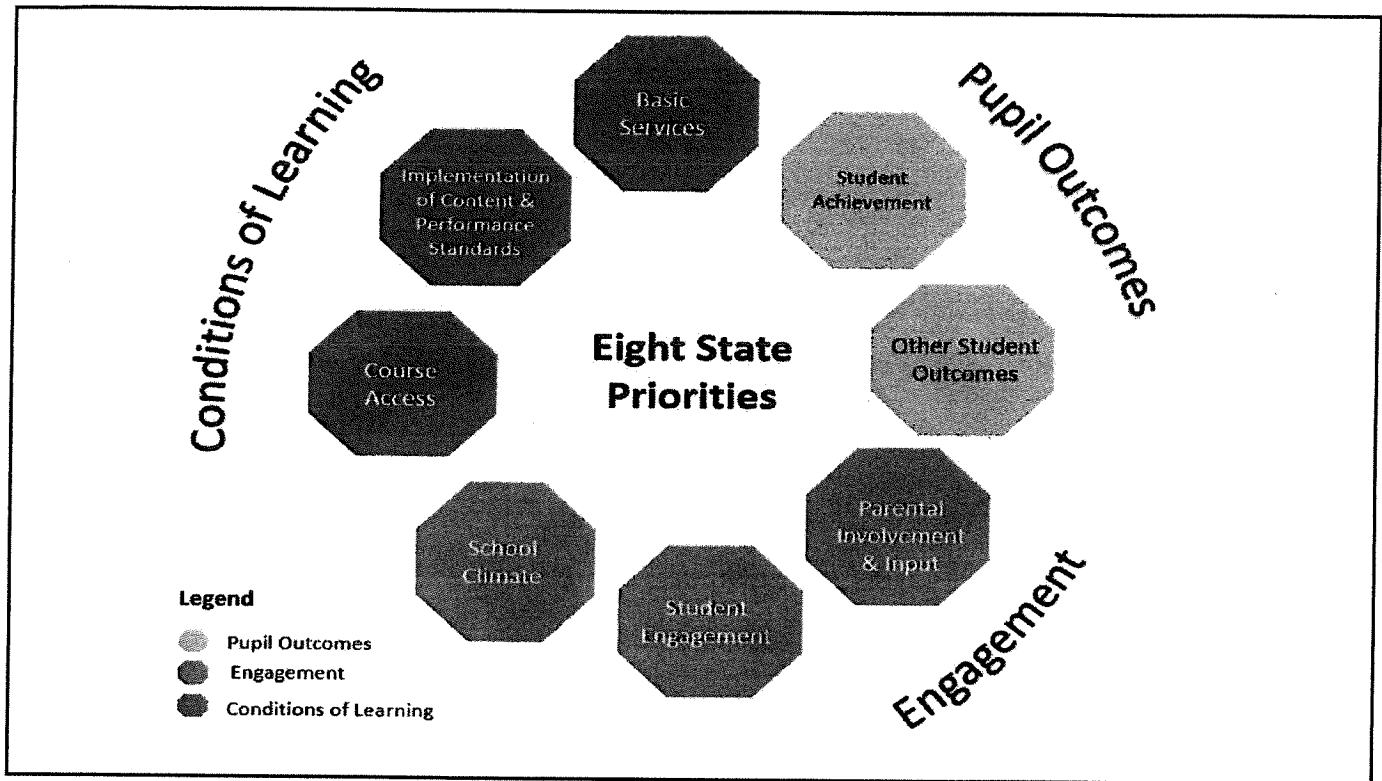 Conditions of Learning
Pupil Outcomes
Engagement
Basic
Services
Student
Achievement
Other Student
Outcomes
Parental
Involvement
& Input
Student
Engagement
School
Climate
Course
Access
Implementation
of Content &
Performance
Standards
Eight State
Priorities
Legend
Pupil Outcomes
Engagement
Conditions of Learning